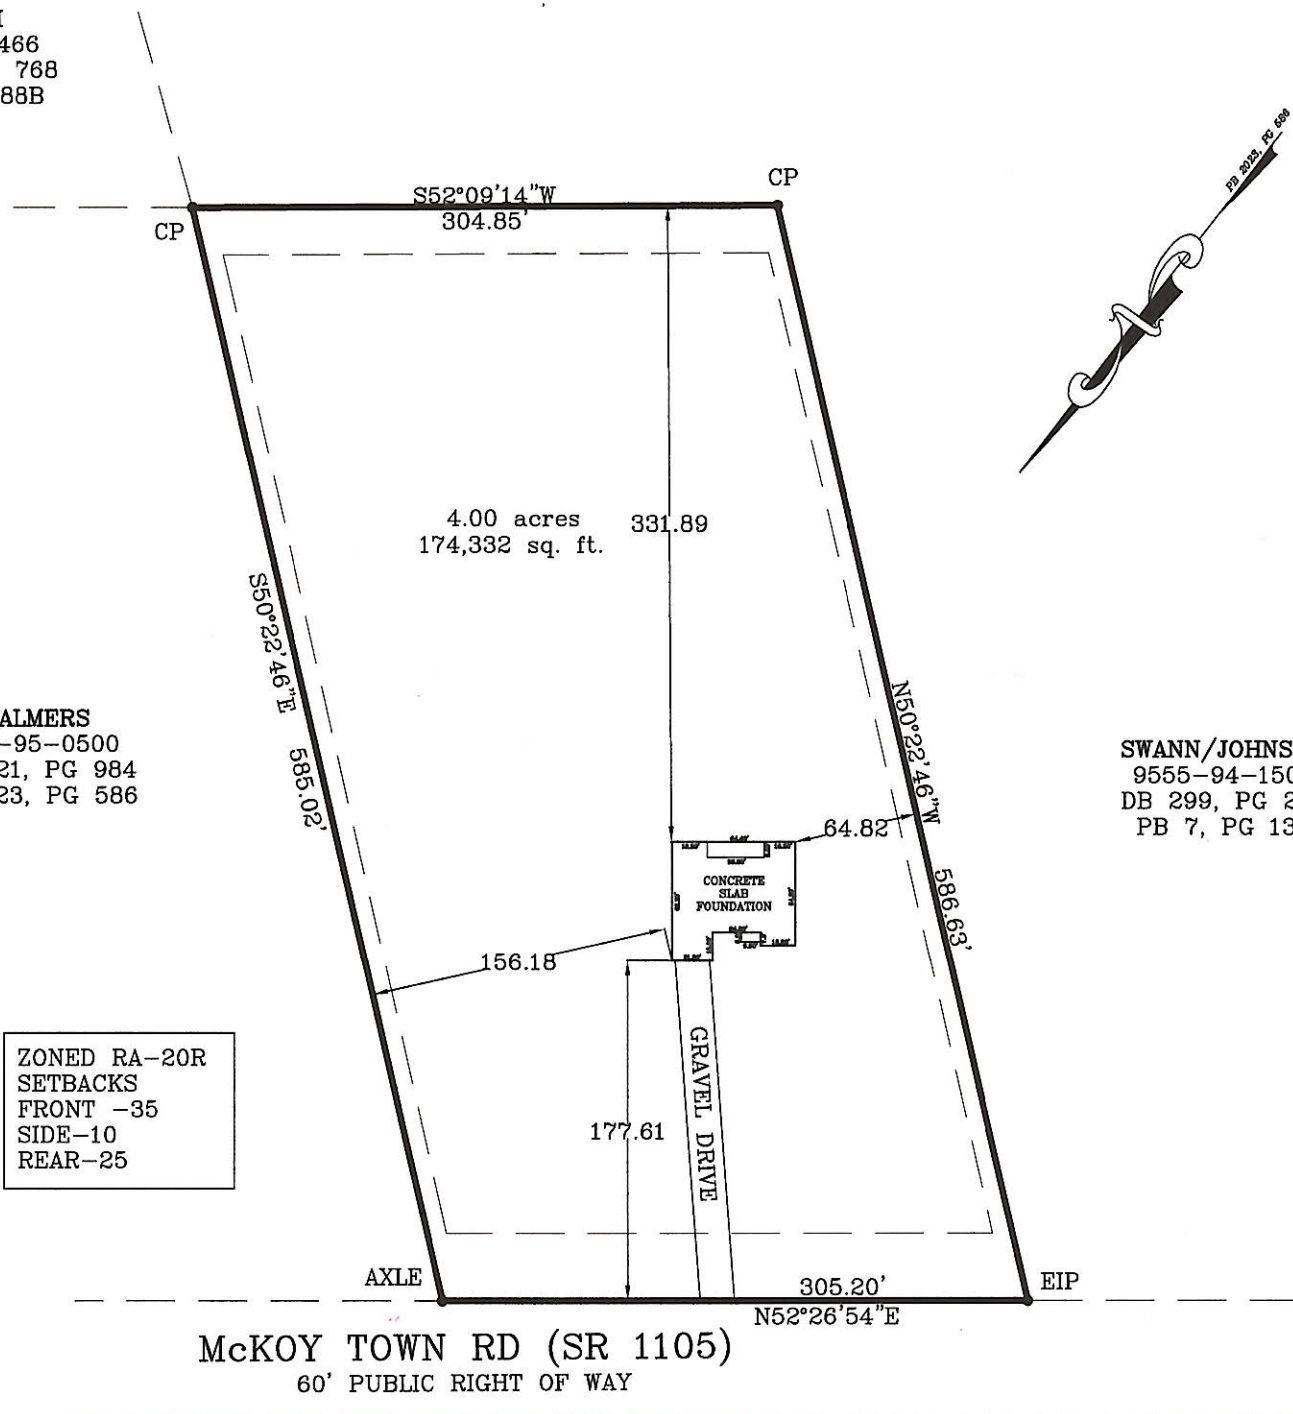 466
768
88B
PB 2023, PG 586
CP
S52°09'14"W
304.85'
CP
4.00 acres
174,332 sq. ft.
331.89
S50°22'46"E 585.02'
N50°22'46"W 586.63'
ALMERS
-95-0500
21, PG 984
23, PG 586
SWANN/JOHNS
9555-94-150
DB 299, PG 2
PB 7, PG 13
64.82
CONCRETE
SLAB
FOUNDATION
156.18
GRAVEL DRIVE
177.61
ZONED RA-20R
SETBACKS
FRONT -35
SIDE-10
REAR-25
AXLE
EIP
305.20'
N52°26'54"E
McKOY TOWN RD (SR 1105)
60' PUBLIC RIGHT OF WAY